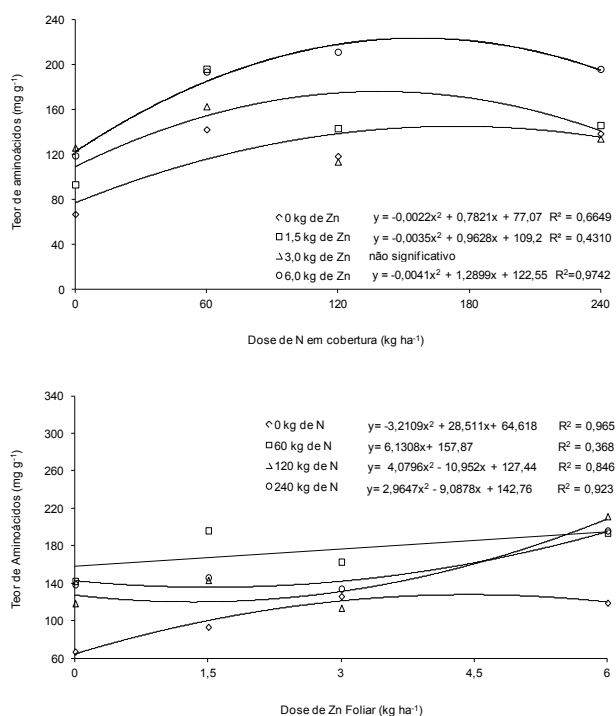 240
200
160
120
80
40
0
Teor de aminoácidos (mg g⁻¹)
0 kg de Zn y = -0,0022x² + 0,7821x + 77,07 R² = 0,6649
1,5 kg de Zn y = -0,0035x² + 0,9628x + 109,2 R² = 0,4310
3,0 kg de Zn não significativo
6,0 kg de Zn y = -0,0041x² + 1,2899x + 122,55 R²=0,9742
0 60 120 180 240
Dose de N em cobertura (kg ha⁻¹)
340
300
260
220
180
140
100
60
Teor de Aminoácidos (mg g⁻¹)
0 kg de N y= -3,2109x² + 28,511x+ 64,618 R² = 0,965
60 kg de N y= 6,1308x+ 157,87 R² = 0,368
120 kg de N y= 4,0796x² - 10,952x + 127,44 R² = 0,846
240 kg de N y= 2,9647x² - 9,0878x + 142,76 R² = 0,923
0 1,5 3 4,5 6
Dose de Zn Foliar (kg ha⁻¹)